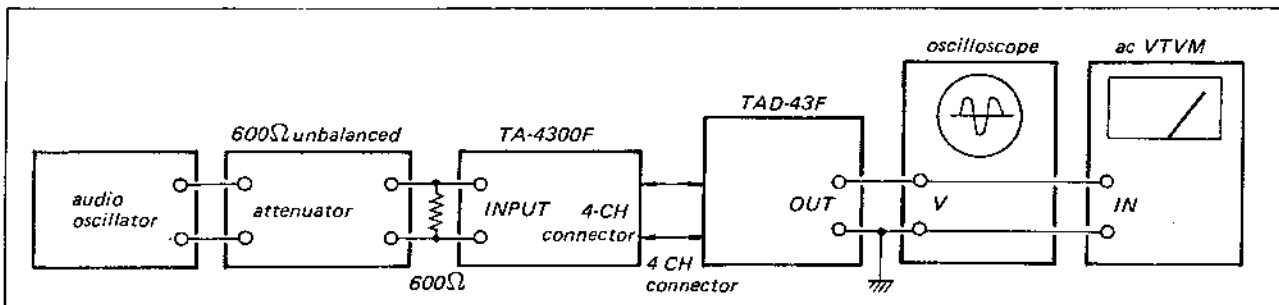 oscilloscope
ac VTVM
TAD-43F
600Ω unbalanced
TA-4300F
audio
oscillator
attenuator
INPUT
4-CH
connector
OUT
V
IN
600Ω
4 CH
connector